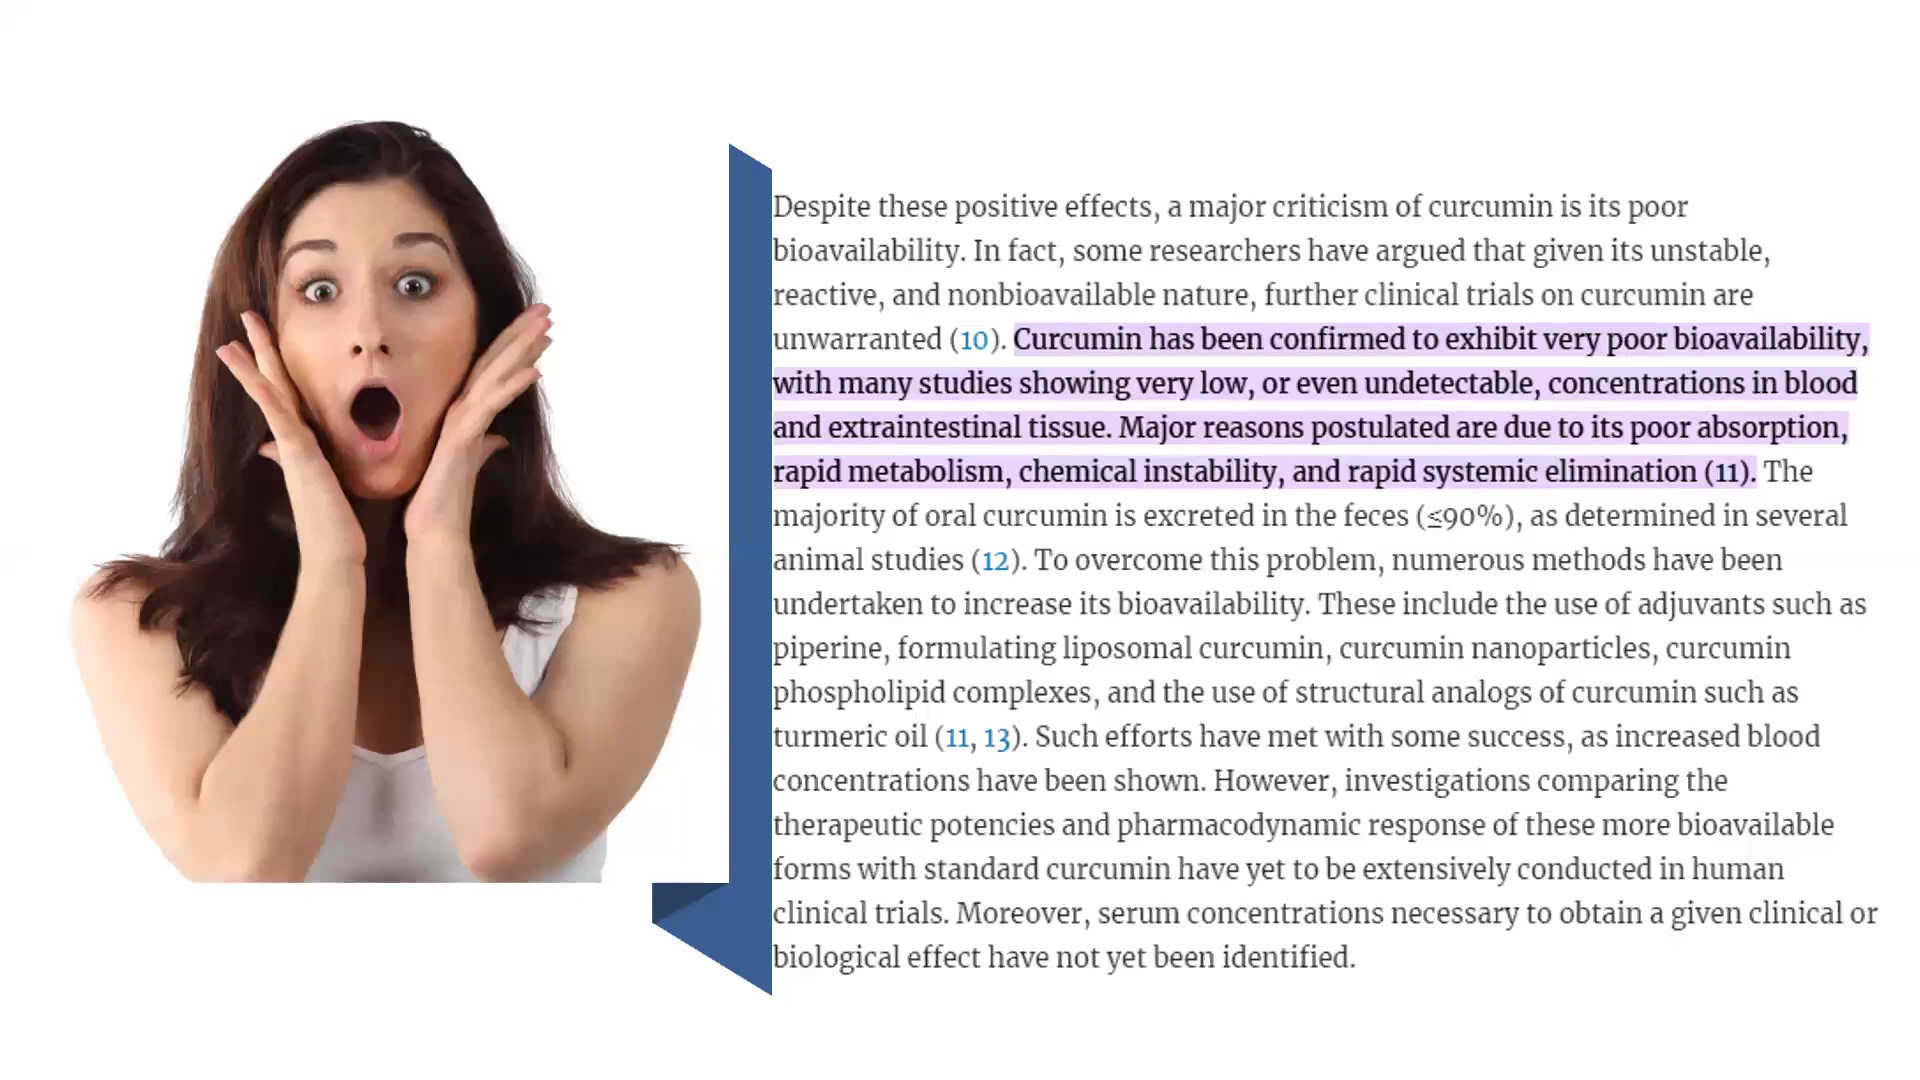 Despite these positive effects, a major criticism of curcumin is its poor
bioavailability. In fact, some researchers have argued that given its unstable,
reactive, and nonbioavailable nature, further clinical trials on curcumin are
unwarranted (10). Curcumin has been confirmed to exhibit very poor bioavailability,
with many studies showing very low, or even undetectable, concentrations in blood
and extraintestinal tissue. Major reasons postulated are due to its poor absorption,
rapid metabolism, chemical instability, and rapid systemic elimination (11). The
majority of oral curcumin is excreted in the feces (≤90%), as determined in several
animal studies (12). To overcome this problem, numerous methods have been
undertaken to increase its bioavailability. These include the use of adjuvants such as
piperine, formulating liposomal curcumin, curcumin nanoparticles, curcumin
phospholipid complexes, and the use of structural analogs of curcumin such as
turmeric oil (11, 13). Such efforts have met with some success, as increased blood
concentrations have been shown. However, investigations comparing the
therapeutic potencies and pharmacodynamic response of these more bioavailable
forms with standard curcumin have yet to be extensively conducted in human
clinical trials. Moreover, serum concentrations necessary to obtain a given clinical or
biological effect have not yet been identified.